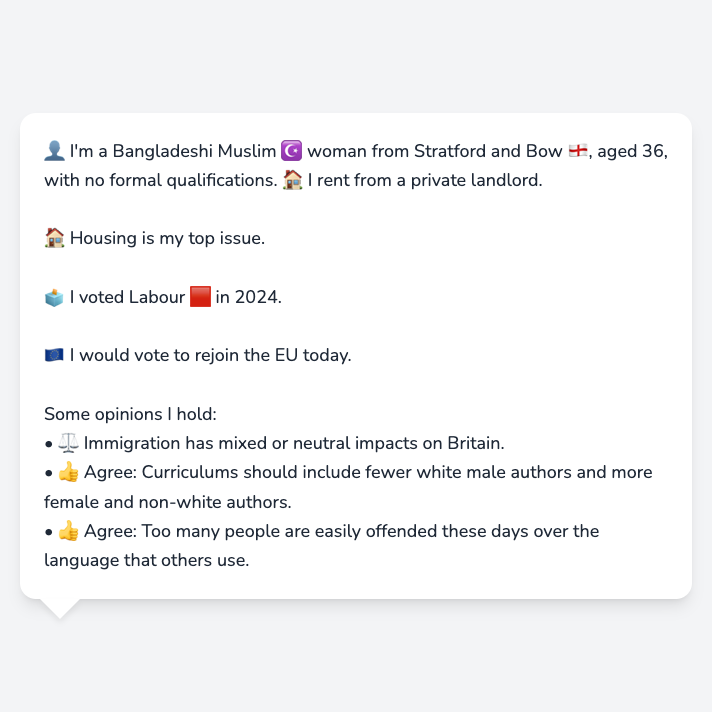 👤 I'm a Bangladeshi Muslim ☪️ woman from Stratford and Bow 🏴󠁧󠁢󠁥󠁮󠁧󠁿, aged 36,
with no formal qualifications. 🏠 I rent from a private landlord.
🏠 Housing is my top issue.
🗳️ I voted Labour 🟥 in 2024.
🇪🇺 I would vote to rejoin the EU today.
Some opinions I hold:
• ⚖️ Immigration has mixed or neutral impacts on Britain.
• 👍 Agree: Curriculums should include fewer white male authors and more
female and non-white authors.
• 👍 Agree: Too many people are easily offended these days over the
language that others use.